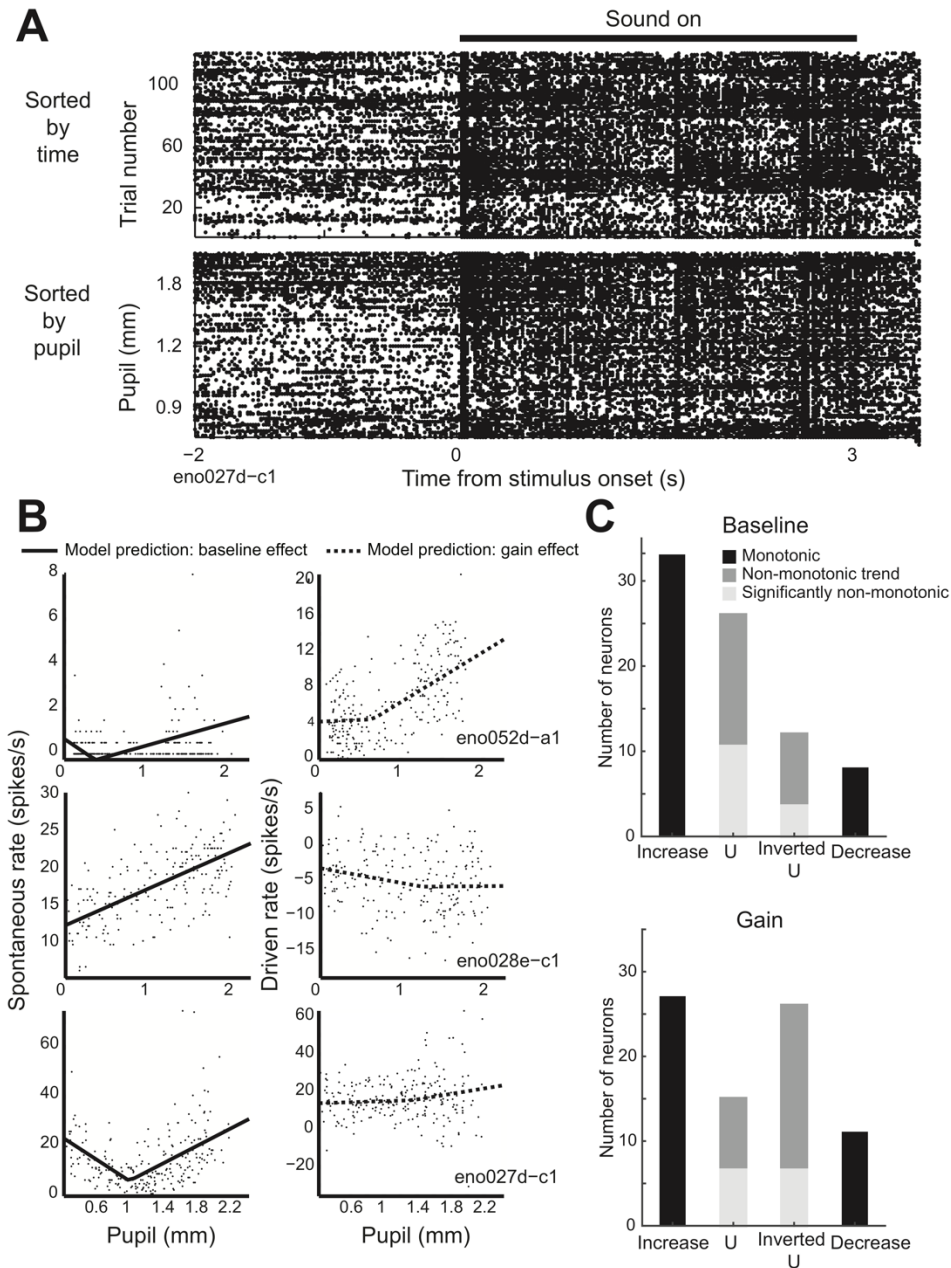 A
Sound on
Sorted
by
time
Trial number
100
60
20
Sorted
by
pupil
Pupil (mm)
1.8
1.2
0.9
−2
0
3
eno027d−c1
Time from stimulus onset (s)
B
Model prediction: baseline effect
Model prediction: gain effect
Spontaneous rate (spikes/s)
8
6
4
2
0
0
1
2
Driven rate (spikes/s)
20
16
12
8
4
0
eno052d−a1
0
1
2
30
25
20
15
10
0
1
2
5
0
−5
−10
−15
eno028e−c1
0
1
2
60
40
20
0
0.6
1
1.4
1.8
2.2
Pupil (mm)
60
40
20
0
−20
eno027d−c1
0.6
1
1.4
1.8
2.2
Pupil (mm)
C
Baseline
Monotonic
Non-monotonic trend
Significantly non-monotonic
Number of neurons
30
20
10
0
Increase
U
Inverted
U
Decrease
Gain
Number of neurons
30
20
10
0
Increase
U
Inverted
U
Decrease